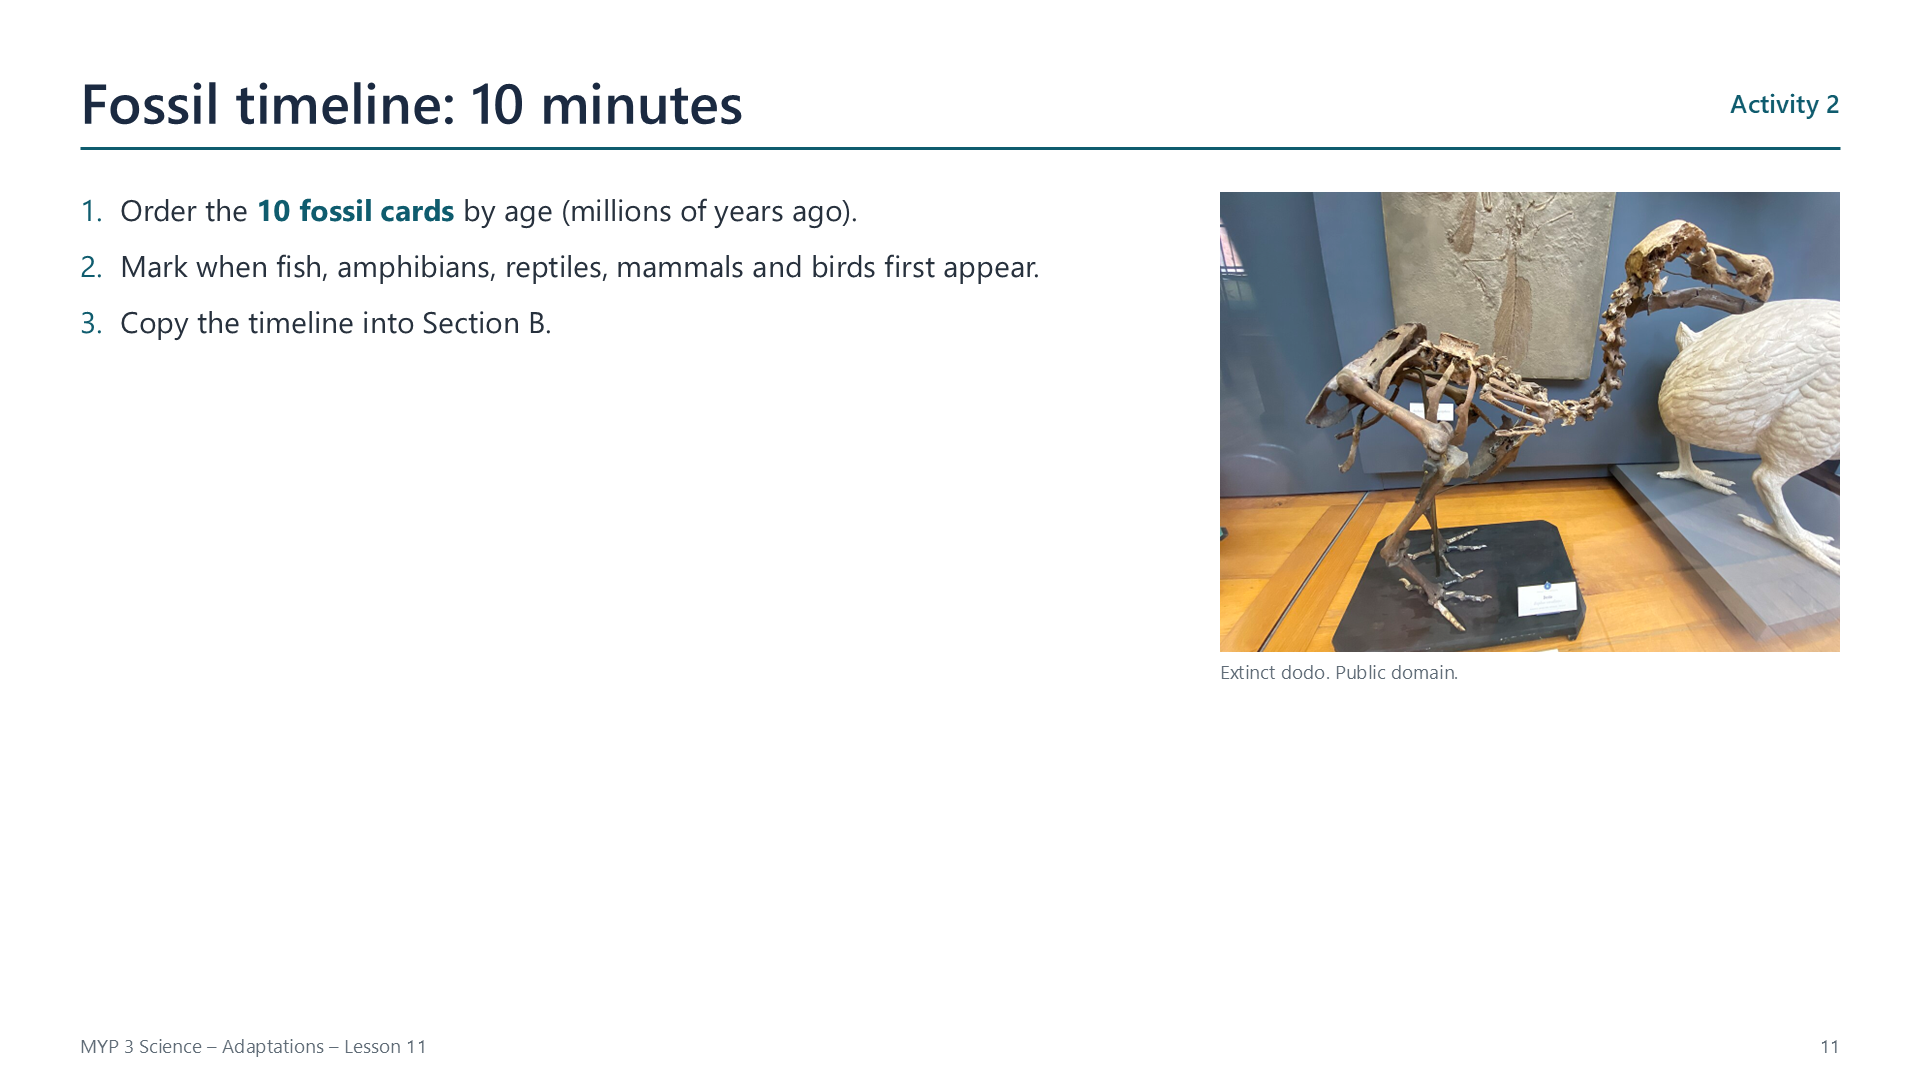 Fossil timeline: 10 minutes
Activity 2
1. Order the 10 fossil cards by age (millions of years ago).
2. Mark when fish, amphibians, reptiles, mammals and birds first appear.
3. Copy the timeline into Section B.
Extinct dodo. Public domain.
MYP 3 Science – Adaptations – Lesson 11
11